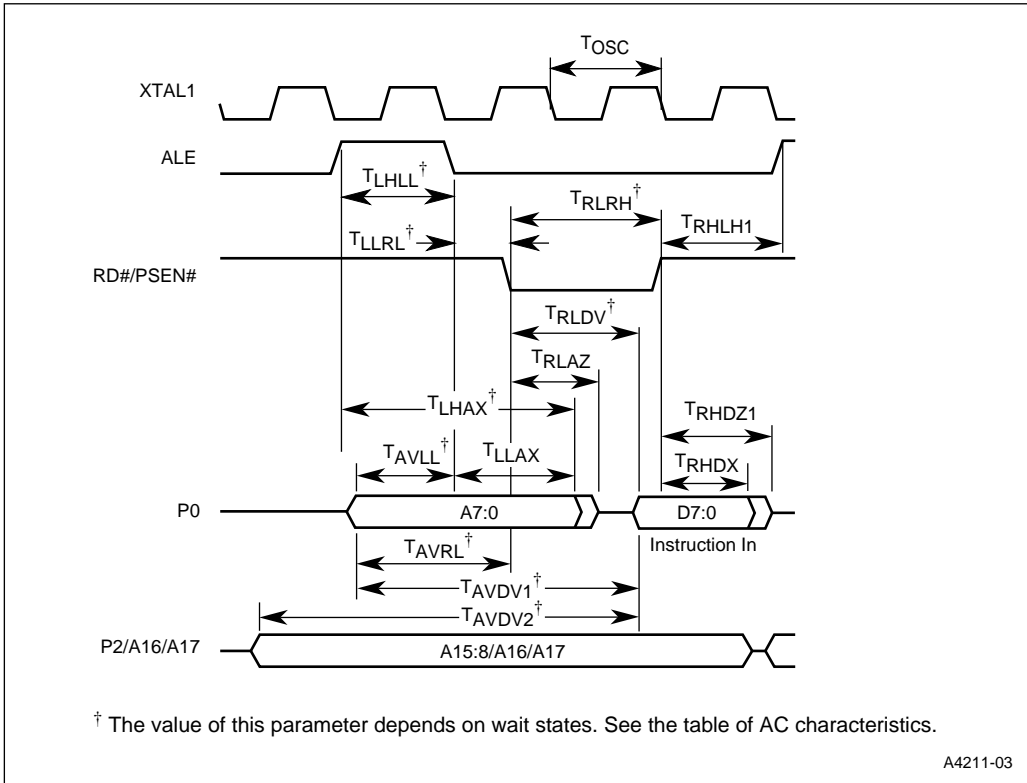 TOSC
XTAL1
ALE
TLHLL†
TRLRH†
TRHLH1
TLLRL†
RD#/PSEN#
TRLDV†
TRLAZ
TLHAX†
TRHDZ1
TAVLL†
TLLAX
TRHDX
P0
A7:0
D7:0
Instruction In
TAVRL†
TAVDV1†
TAVDV2†
P2/A16/A17
A15:8/A16/A17
† The value of this parameter depends on wait states. See the table of AC characteristics.
A4211-03